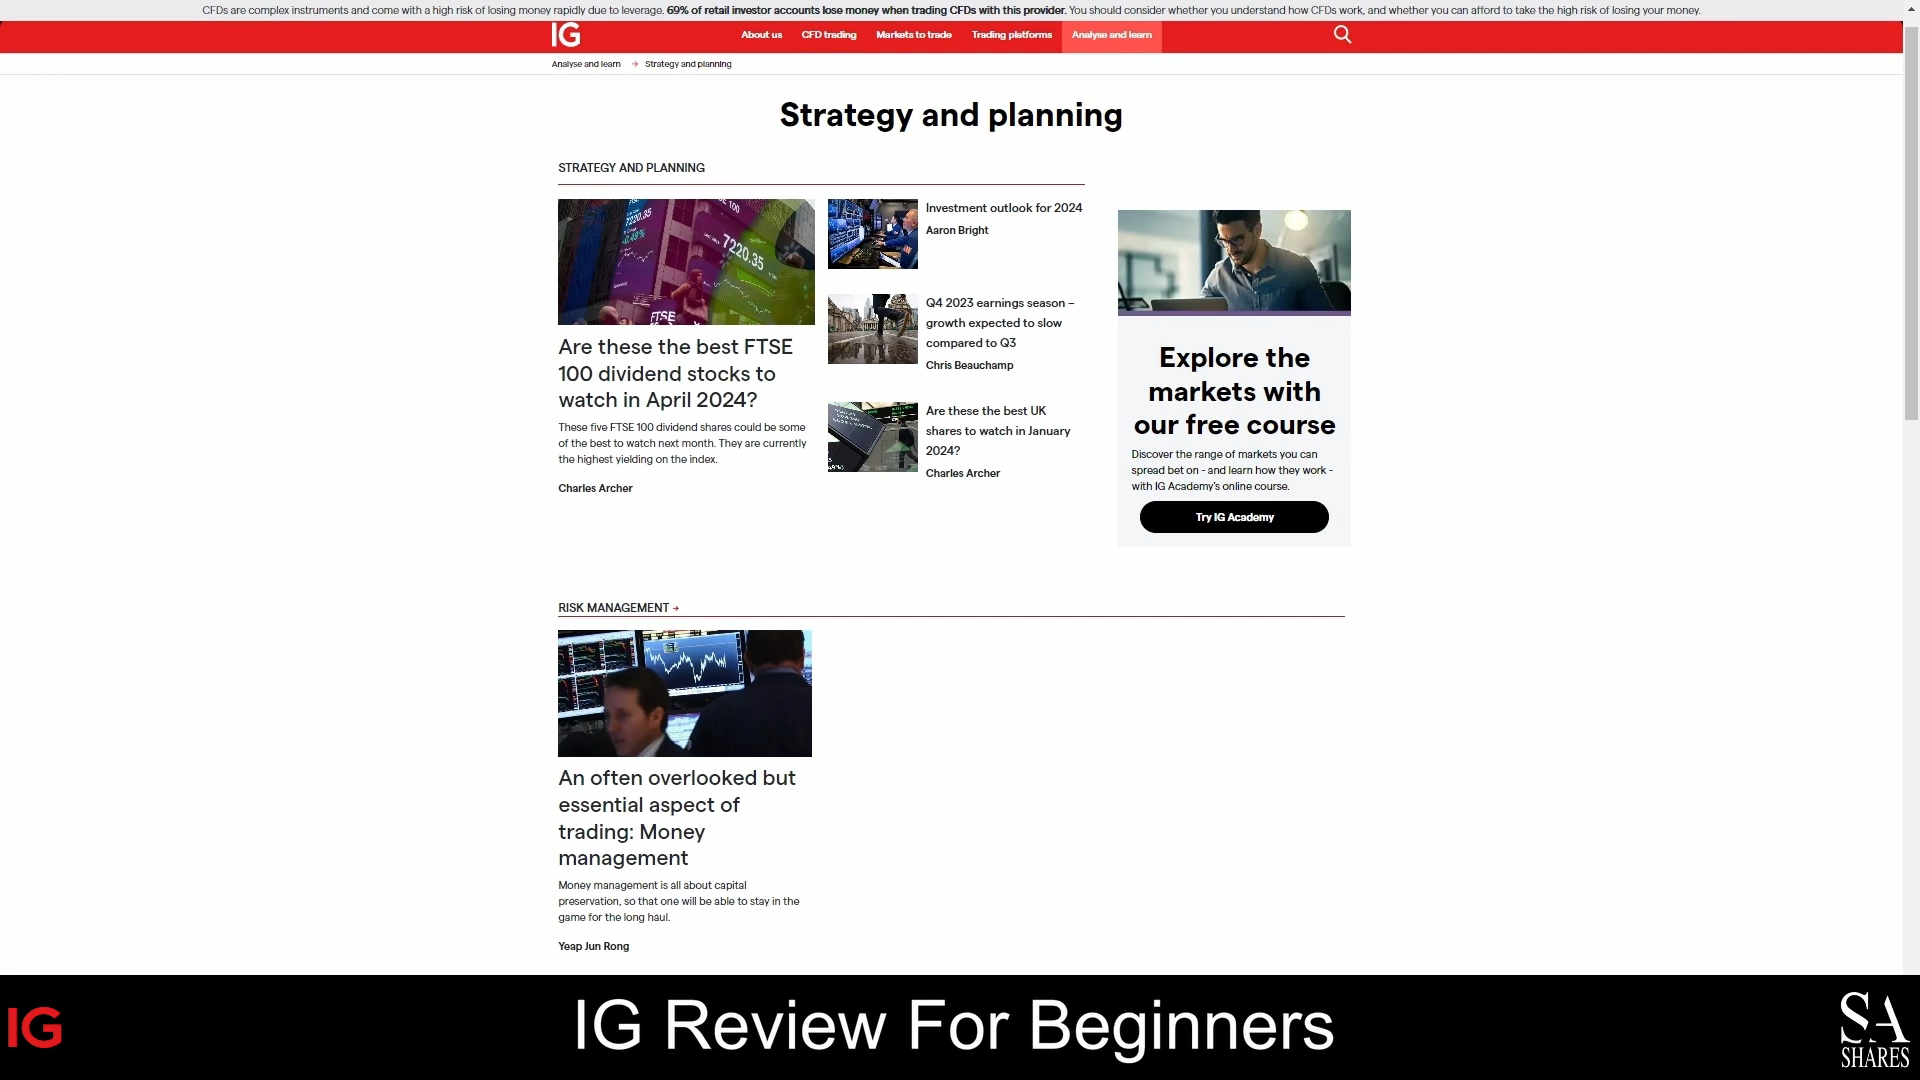 CFDs are complex instruments and come with a high risk of losing money rapidly due to leverage. 69% of retail investor accounts lose money when trading CFDs with this provider. You should consider whether you understand how CFDs work, and whether you can afford to take the high risk of losing your money.
IG
About us
CFD trading
Markets to trade
Trading platforms
Analyse and learn
Analyse and learn → Strategy and planning
Strategy and planning
STRATEGY AND PLANNING
7220.35
0.49%
E 100
7220.35
FTSE
Are these the best FTSE
100 dividend stocks to
watch in April 2024?
These five FTSE 100 dividend shares could be some
of the best to watch next month. They are currently
the highest yielding on the index.
Charles Archer
Investment outlook for 2024
Aaron Bright
Q4 2023 earnings season –
growth expected to slow
compared to Q3
Chris Beauchamp
Are these the best UK
shares to watch in January
2024?
Charles Archer
Explore the
markets with
our free course
Discover the range of markets you can
spread bet on - and learn how they work -
with IG Academy's online course.
Try IG Academy
RISK MANAGEMENT →
An often overlooked but
essential aspect of
trading: Money
management
Money management is all about capital
preservation, so that one will be able to stay in the
game for the long haul.
Yeap Jun Rong
IG
IG Review For Beginners
SA
SHARES